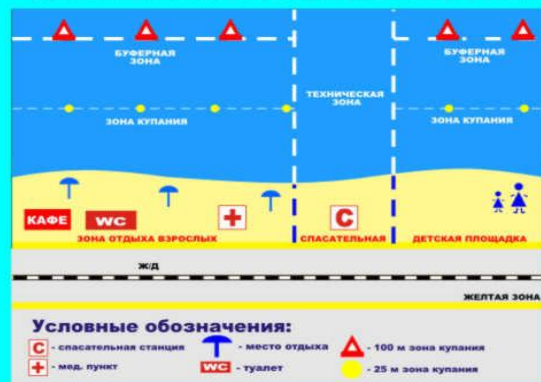 БУФЕРНАЯ
ЗОНА
БУФЕРНАЯ
ЗОНА
ТЕХНИЧЕСКАЯ
ЗОНА
ЗОНА КУПАНИЯ
ЗОНА КУПАНИЯ
КАФЕ
WC
С
ЗОНА ОТДЫХА ВЗРОСЛЫХ
СПАСАТЕЛЬНАЯ
ДЕТСКАЯ ПЛОЩАДКА
Ж/Д
ЖЕЛТАЯ ЗОНА
Условные обозначения:
С - спасательная станция
- место отдыха
- 100 м зона купания
- мед. пункт
WC - туалет
- 25 м зона купания